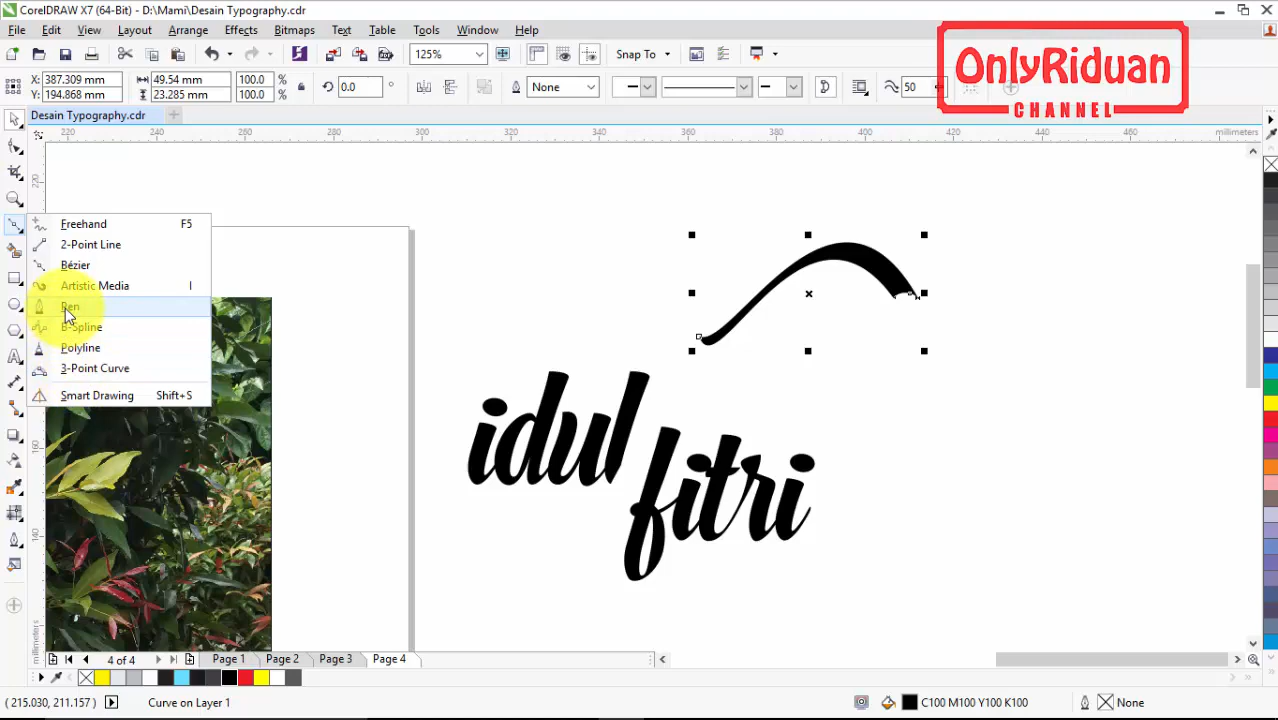 CorelDRAW X7 (64-Bit) - D:\Mami\Desain Typography.cdr
File Edit View Layout Arrange Effects Bitmaps Text Table Tools Window Help
125% Snap To
OnlyRiduan
CHANNEL
X: 387.309 mm 49.54 mm 100.0 % 0.0 ° None 50
Y: 194.868 mm 23.285 mm 100.0 %
Desain Typography.cdr
220 260 300 320 340 360 380 400 420 440 460 millimeters
220
160
140
millimeters
Freehand F5
2-Point Line
Bézier
Artistic Media I
Pen
B-Spline
Polyline
3-Point Curve
Smart Drawing Shift+S
idul
fitri
4 of 4 Page 1 Page 2 Page 3 Page 4
( 215.030, 211.157 ) Curve on Layer 1 C100 M100 Y100 K100 None